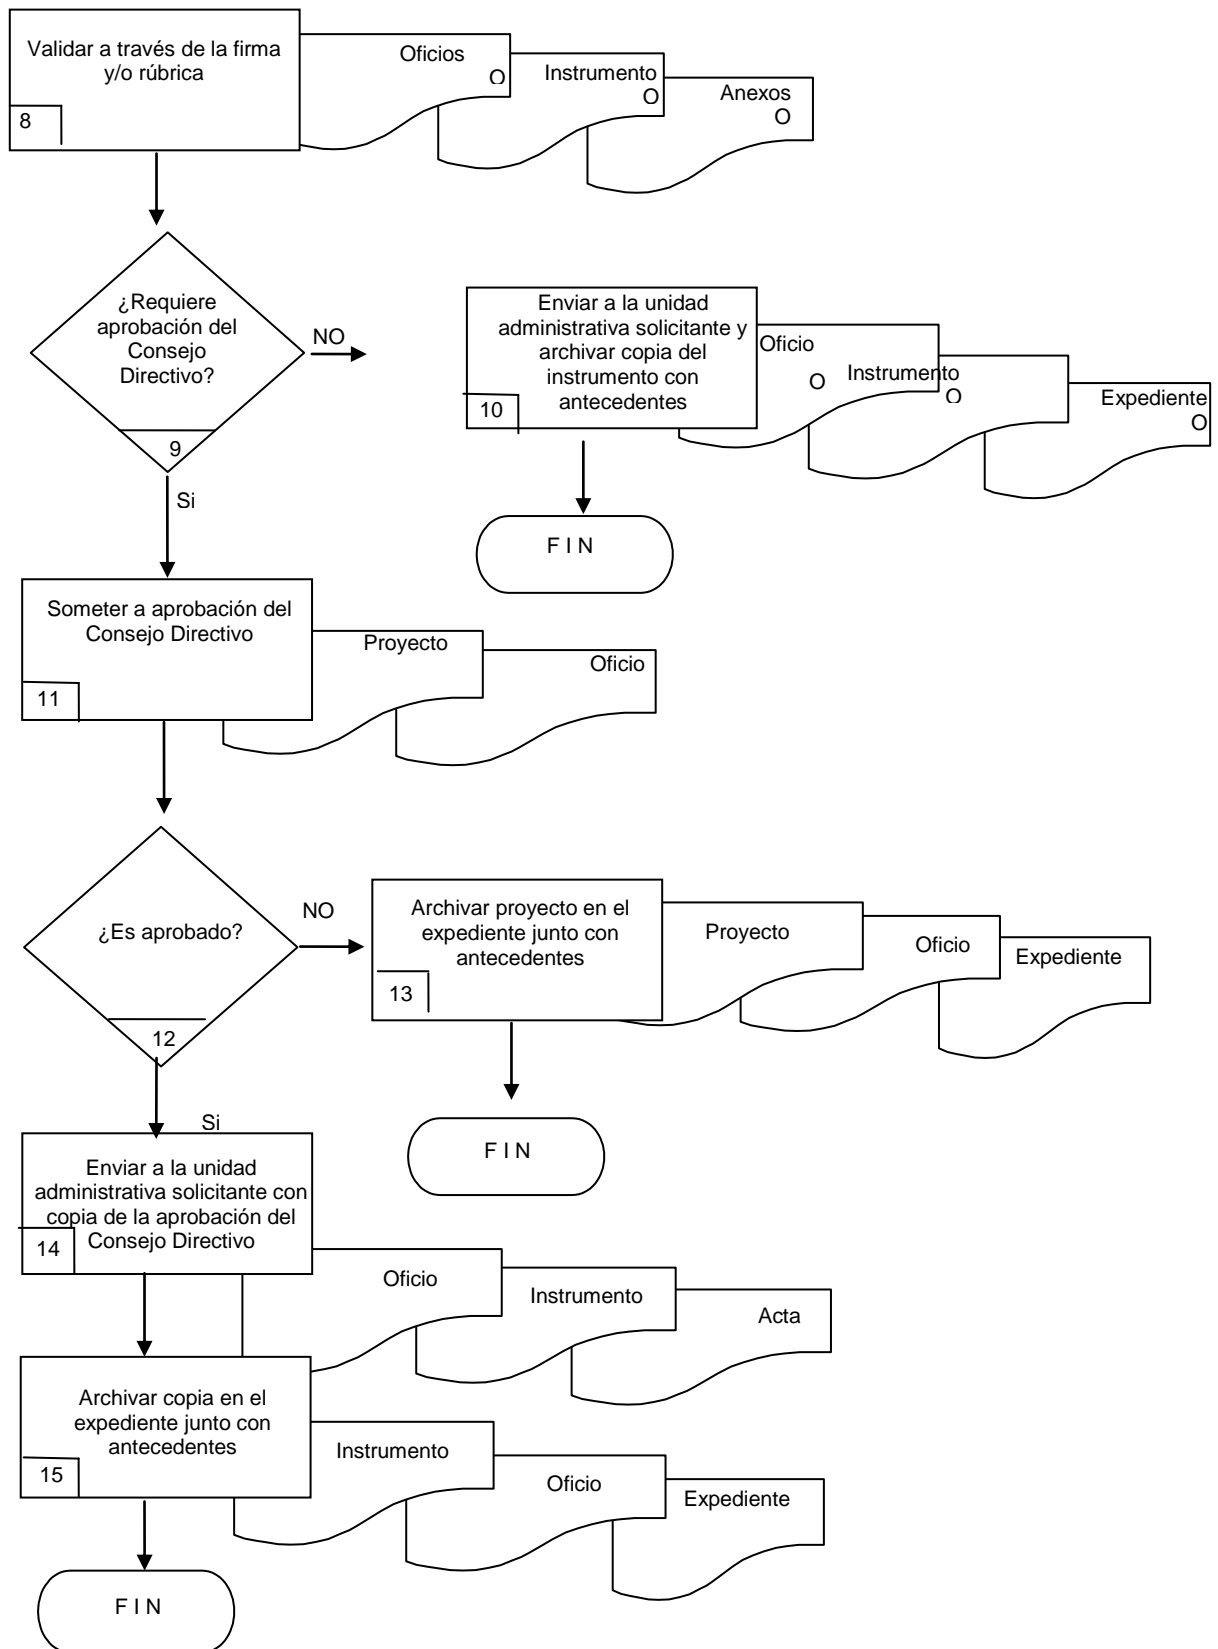 Validar a través de la firma
y/o rúbrica
8
Oficios
O
Instrumento
O
Anexos
O
¿Requiere
aprobación del
Consejo
Directivo?
9
NO
Si
Enviar a la unidad
administrativa solicitante y
archivar copia del
instrumento con
antecedentes
10
Oficio
O
Instrumento
O
Expediente
O
F I N
Someter a aprobación del
Consejo Directivo
11
Proyecto
Oficio
¿Es aprobado?
12
NO
Si
Archivar proyecto en el
expediente junto con
antecedentes
13
Proyecto
Oficio
Expediente
F I N
Enviar a la unidad
administrativa solicitante con
copia de la aprobación del
Consejo Directivo
14
Oficio
Instrumento
Acta
Archivar copia en el
expediente junto con
antecedentes
15
Instrumento
Oficio
Expediente
F I N